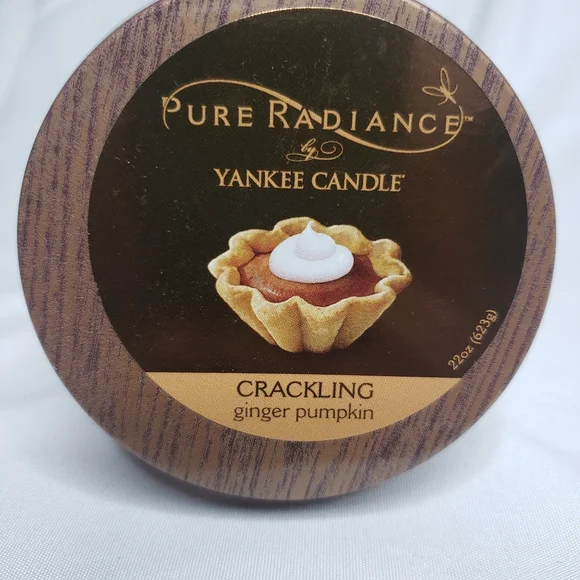 PURE RADIANCE™
by
YANKEE CANDLE®
22oz (623g)
CRACKLING
ginger pumpkin